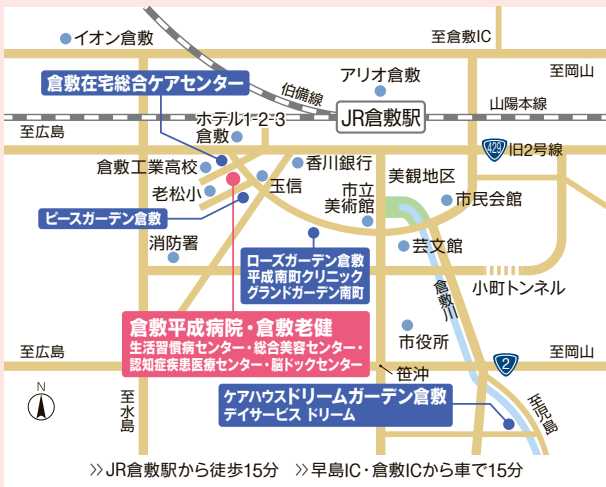 イオン倉敷
至倉敷IC
至岡山
倉敷在宅総合ケアセンター
伯備線
アリオ倉敷
ホテル1-2-3
倉敷
JR倉敷駅
山陽本線
至広島
429
旧2号線
倉敷工業高校
香川銀行
美観地区
老松小
玉信
市立
美術館
市民会館
ピースガーデン倉敷
消防署
ローズガーデン倉敷
平成南町クリニック
グランドガーデン南町
芸文館
倉敷川
小町トンネル
倉敷平成病院・倉敷老健
生活習慣病センター・総合美容センター・
認知症疾患医療センター・脳ドックセンター
市役所
至広島
笹沖
2
至岡山
N
至水島
ケアハウスドリームガーデン倉敷
デイサービス ドリーム
至児島
≫JR倉敷駅から徒歩15分 ≫早島IC・倉敷ICから車で15分